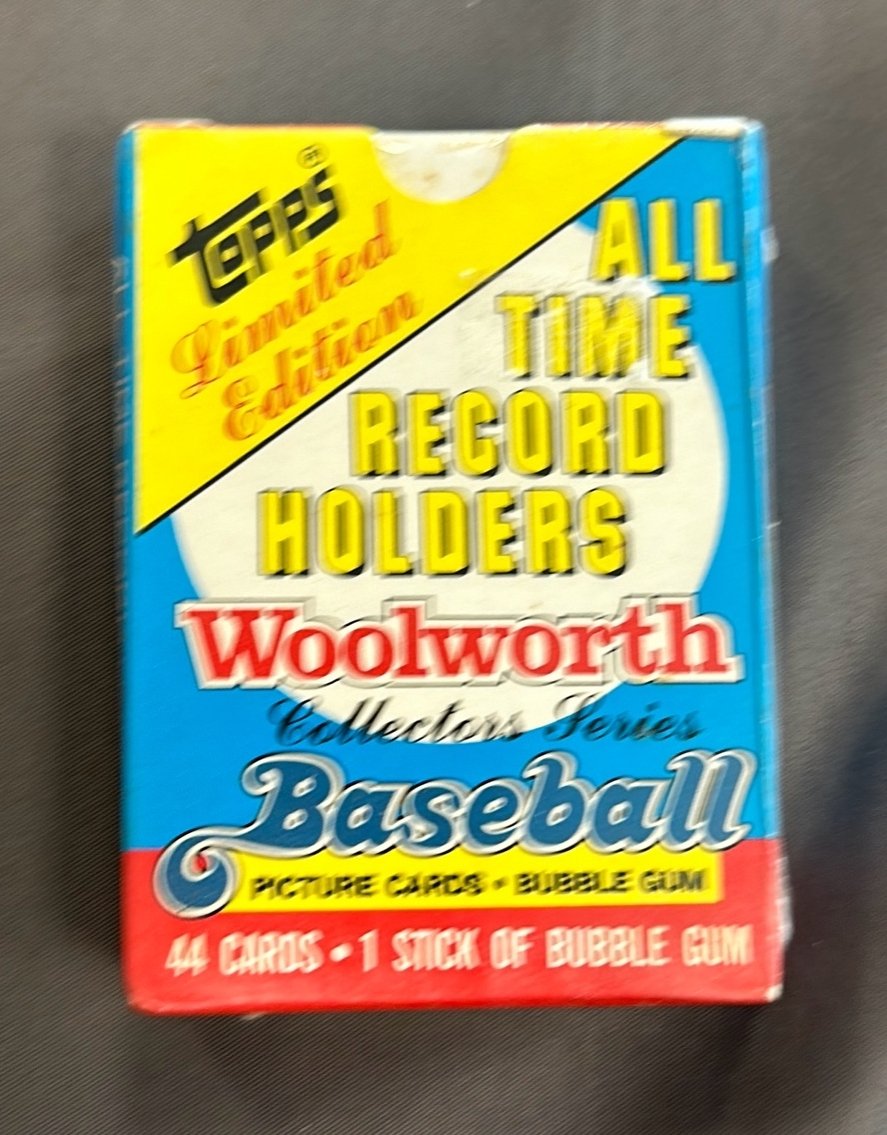 Topps®
Limited
Edition
ALL
TIME
RECORD
HOLDERS
Woolworth
Collectors Series
Baseball
PICTURE CARDS • BUBBLE GUM
44 CARDS • 1 STICK OF BUBBLE GUM